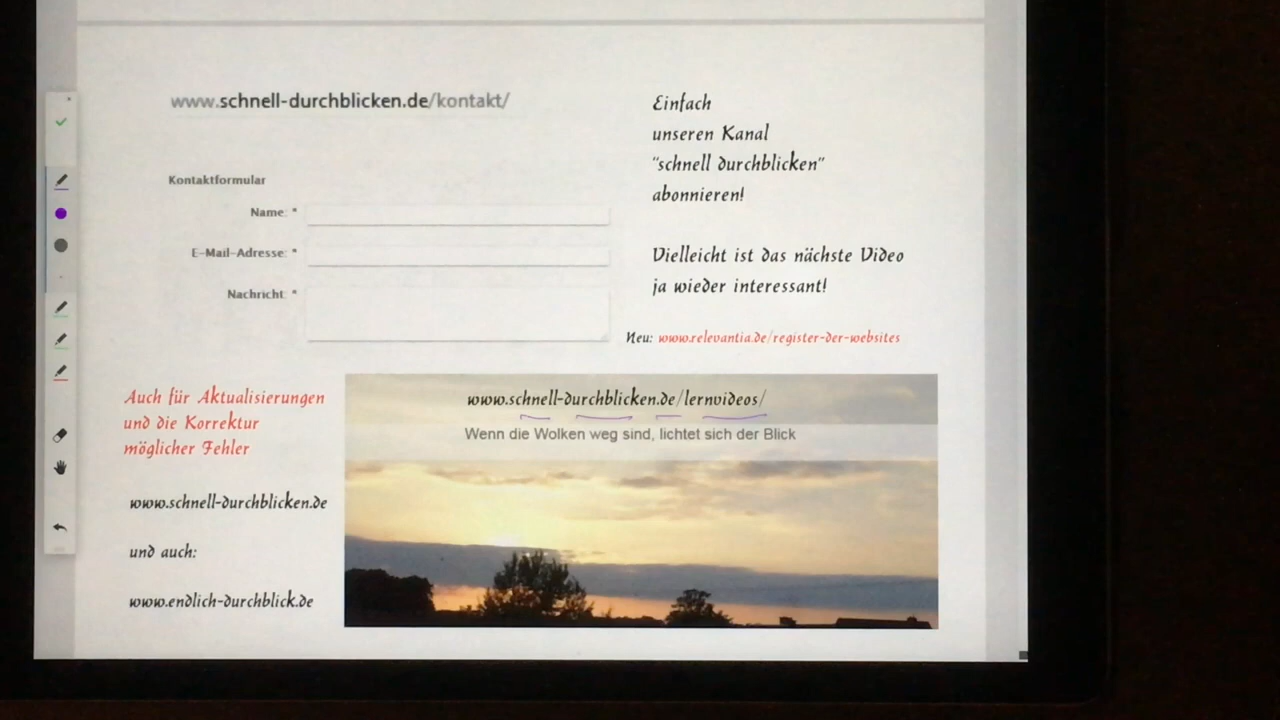 www.schnell-durchblicken.de/kontakt/
Kontaktformular
Name: *
E-Mail-Adresse: *
Nachricht: *
Einfach
unseren Kanal
"schnell durchblicken"
abonnieren!
Vielleicht ist das nächste Video
ja wieder interessant!
Neu: www.relevantia.de/register-der-websites
Auch für Aktualisierungen
und die Korrektur
möglicher Fehler
www.schnell-durchblicken.de
und auch:
www.endlich-durchblick.de
www.schnell-durchblicken.de/lernvideos/
Wenn die Wolken weg sind, lichtet sich der Blick